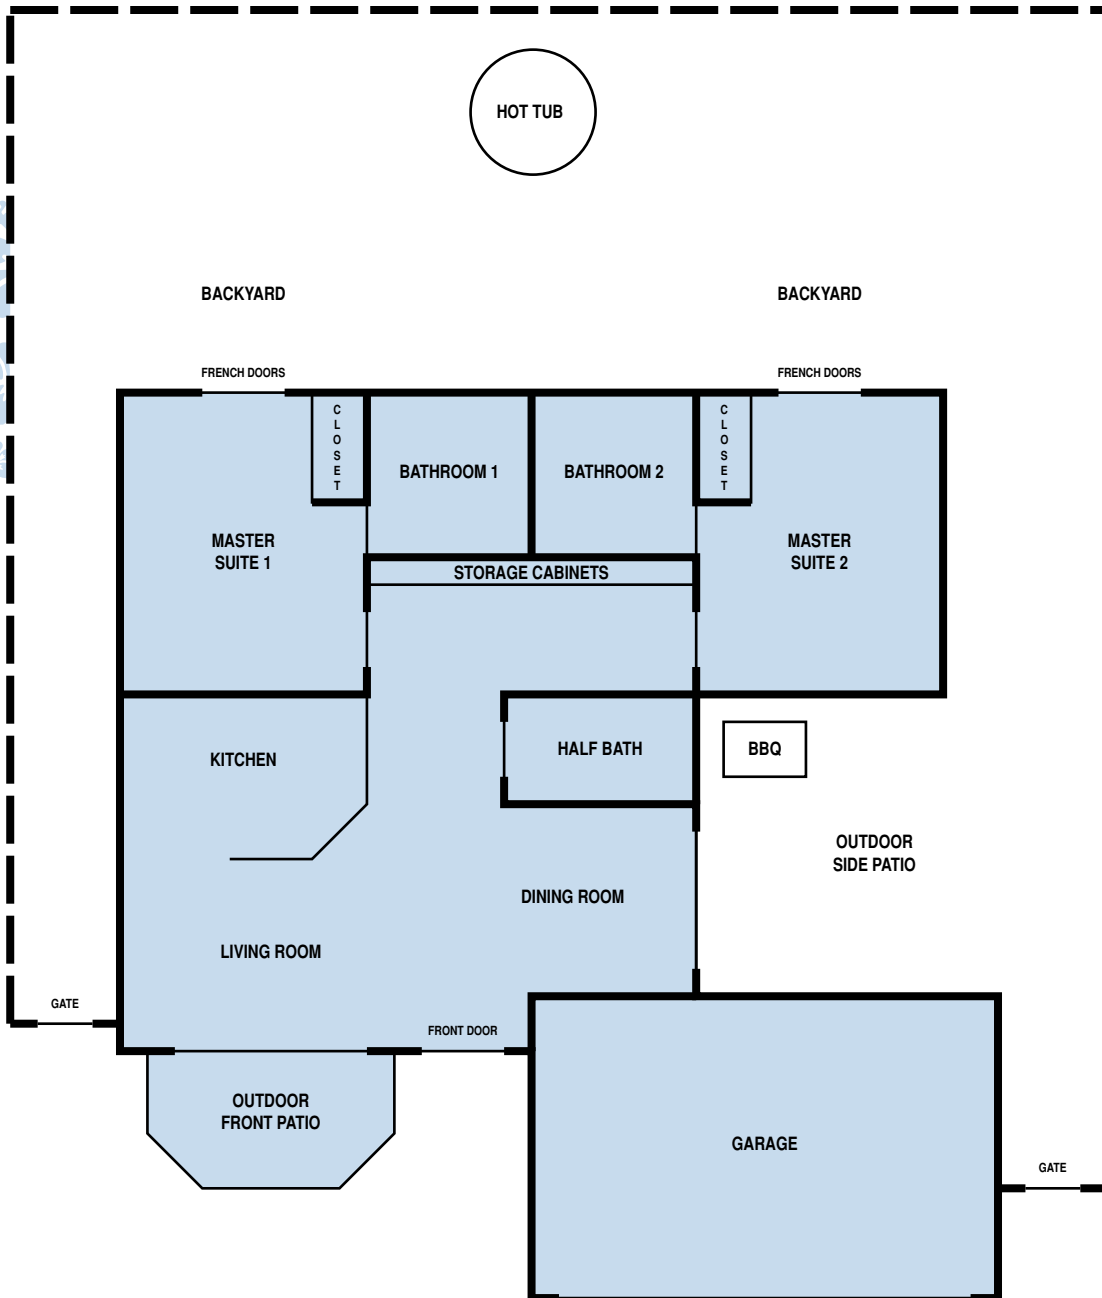 HOT TUB
BACKYARD
BACKYARD
FRENCH DOORS
FRENCH DOORS
CLOSET
CLOSET
BATHROOM 1
BATHROOM 2
MASTER
SUITE 1
MASTER
SUITE 2
STORAGE CABINETS
KITCHEN
HALF BATH
BBQ
OUTDOOR
SIDE PATIO
DINING ROOM
LIVING ROOM
GATE
FRONT DOOR
OUTDOOR
FRONT PATIO
GARAGE
GATE